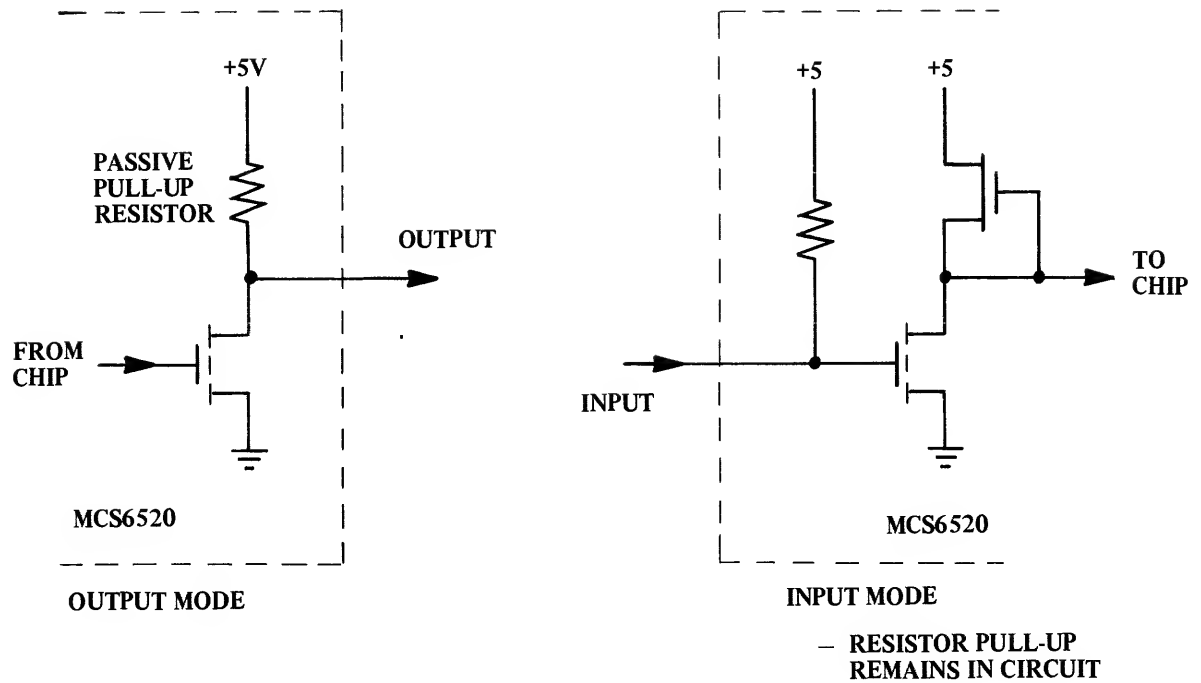 +5V
PASSIVE
PULL-UP
RESISTOR
OUTPUT
FROM
CHIP
MCS6520
OUTPUT MODE
+5
+5
TO
CHIP
INPUT
MCS6520
INPUT MODE
– RESISTOR PULL-UP
REMAINS IN CIRCUIT